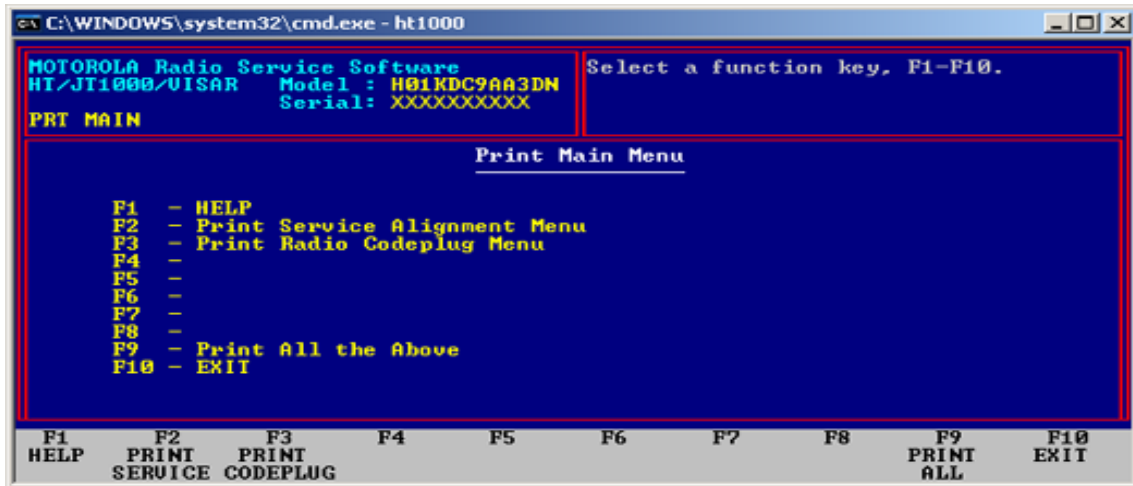 C:\WINDOWS\system32\cmd.exe - ht1000
MOTOROLA Radio Service Software
HT/JT1000/VISAR Model : H01KDC9AA3DN
Serial: XXXXXXXXXX
PRT MAIN
Select a function key, F1-F10.
Print Main Menu
F1 - HELP
F2 - Print Service Alignment Menu
F3 - Print Radio Codeplug Menu
F4 -
F5 -
F6 -
F7 -
F8 -
F9 - Print All the Above
F10 - EXIT
F1 F2 F3 F4 F5 F6 F7 F8 F9 F10
HELP PRINT PRINT PRINT EXIT
SERVICE CODEPLUG ALL